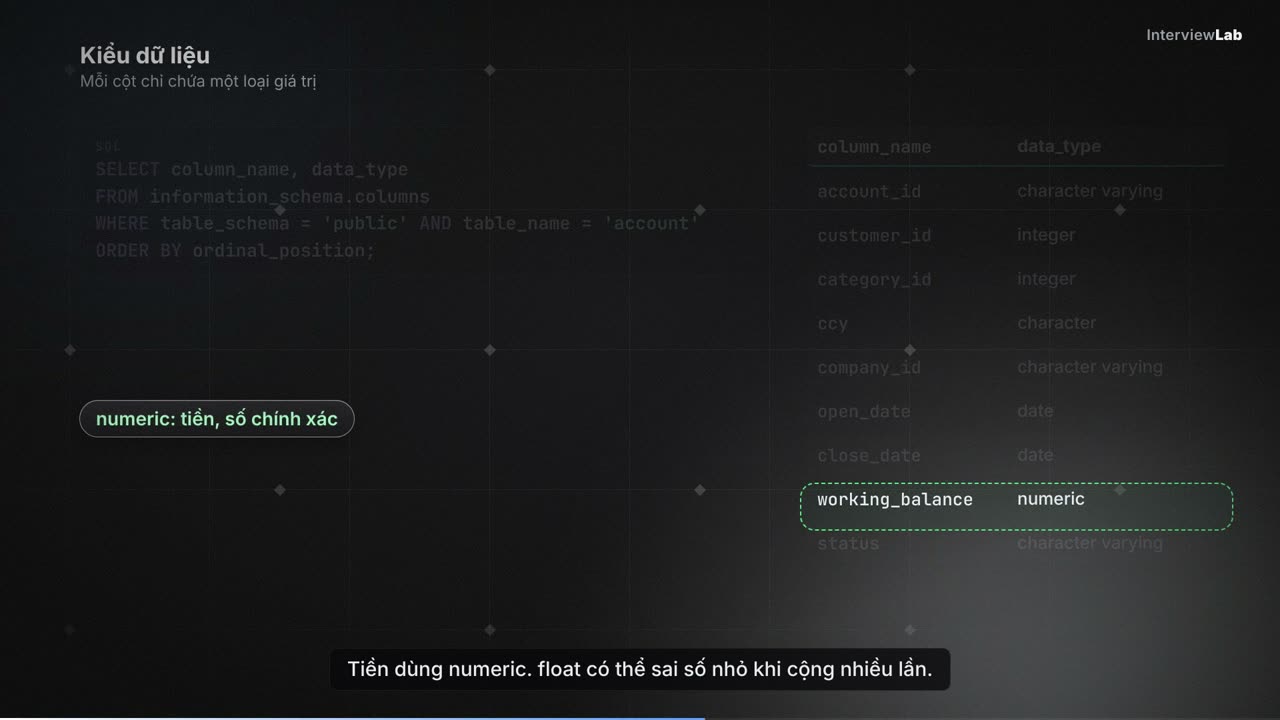 Kiểu dữ liệu
Mỗi cột chỉ chứa một loại giá trị
InterviewLab
SQL
SELECT column_name, data_type
FROM information_schema.columns
WHERE table_schema = 'public' AND table_name = 'account'
ORDER BY ordinal_position;
numeric: tiền, số chính xác
column_name data_type
account_id character varying
customer_id integer
category_id integer
ccy character
company_id character varying
open_date date
close_date date
working_balance numeric
status character varying
Tiền dùng numeric. float có thể sai số nhỏ khi cộng nhiều lần.